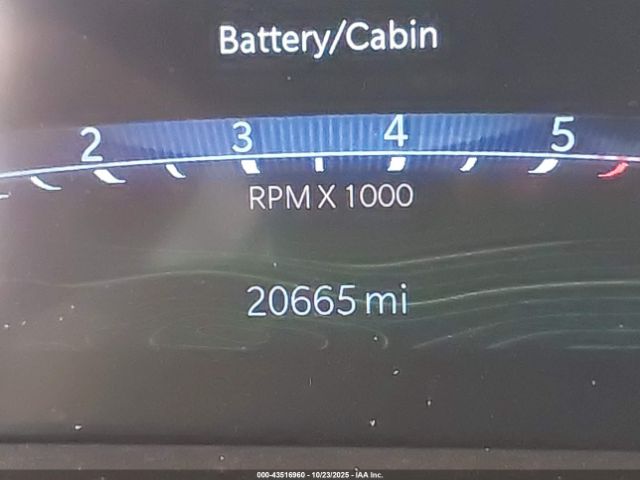 Battery/Cabin
2 3 4 5
RPM X 1000
20665 mi
000-43516960 - 10/23/2025 - IAA Inc.